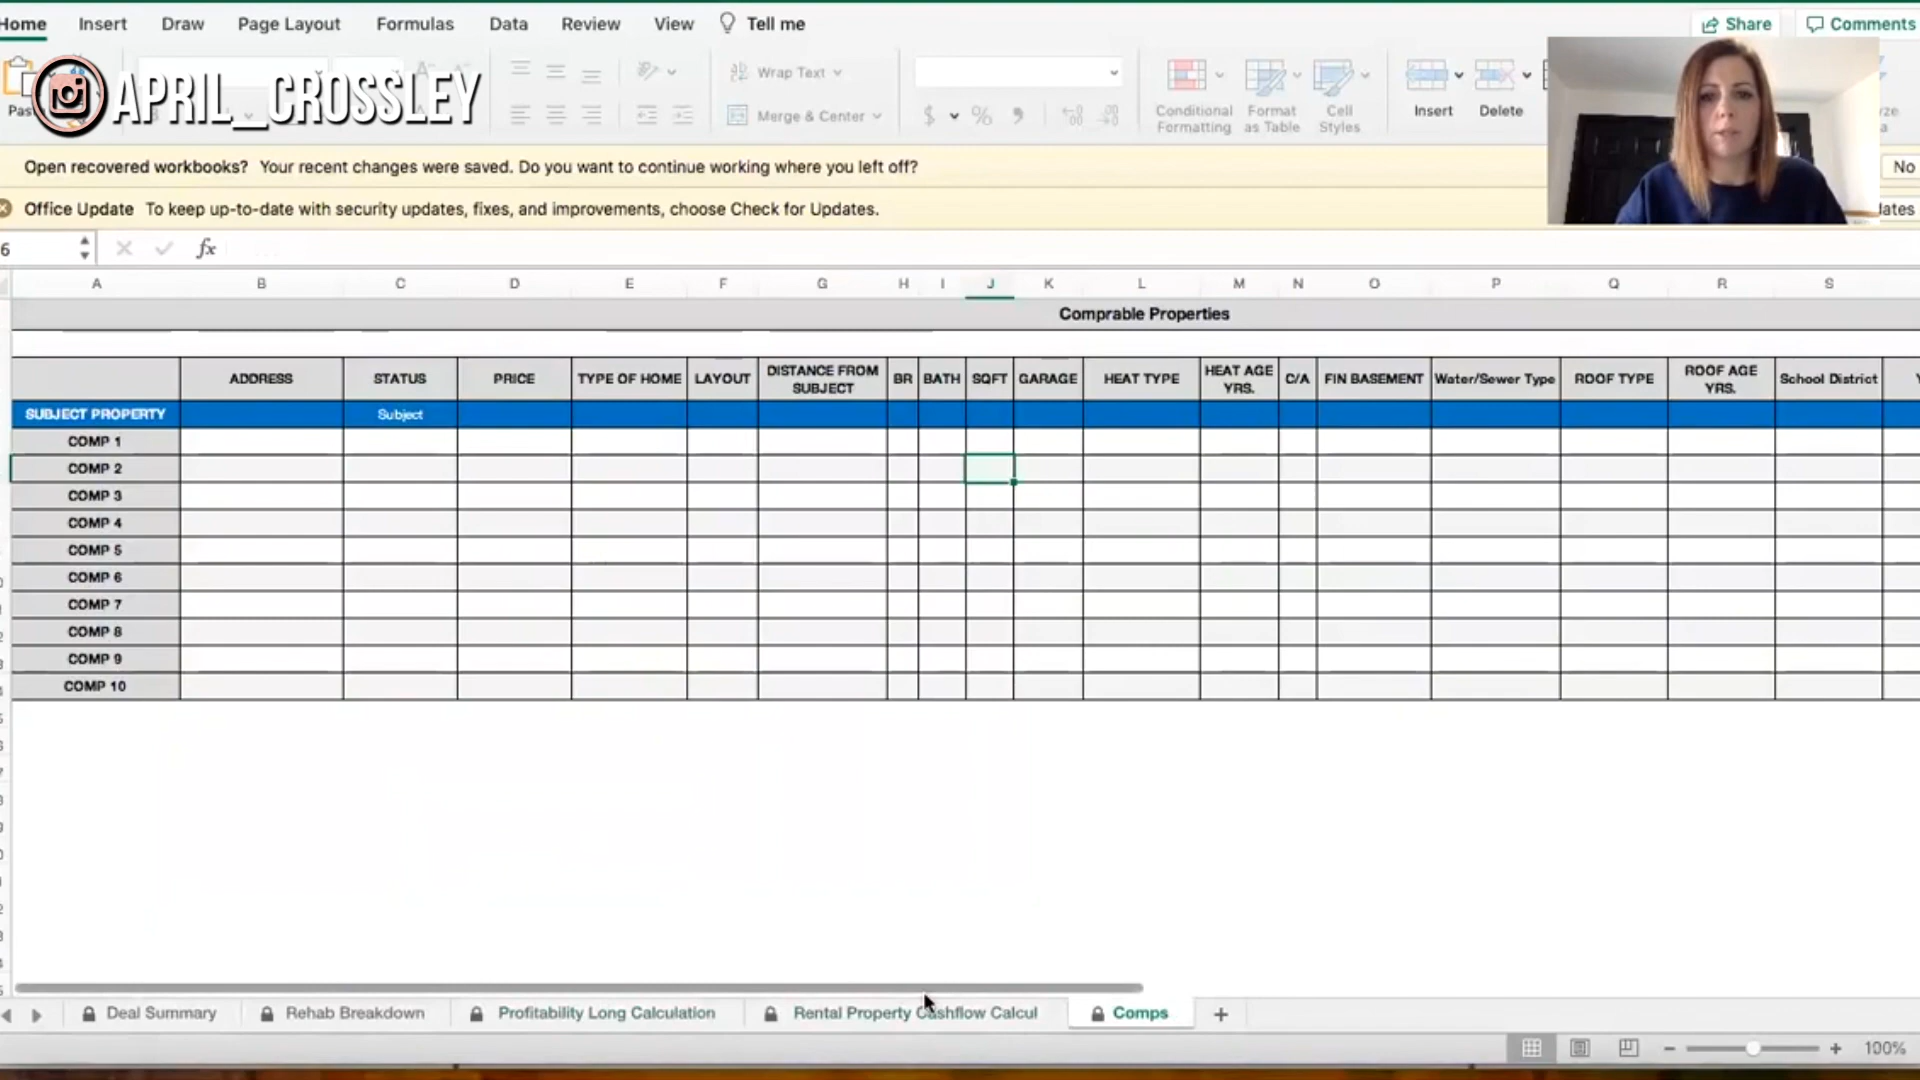 Home Insert Draw Page Layout Formulas Data Review View Tell me Share Comments
APRIL_CROSSLEY
Wrap Text
Merge & Center
$ % 9
Conditional Formatting
Format as Table
Cell Styles
Insert
Delete
Open recovered workbooks? Your recent changes were saved. Do you want to continue working where you left off? No
Office Update To keep up-to-date with security updates, fixes, and improvements, choose Check for Updates.
6 fx
A B C D E F G H I J K L M N O P Q R S
Comprable Properties
ADDRESS STATUS PRICE TYPE OF HOME LAYOUT DISTANCE FROM SUBJECT BR BATH SQFT GARAGE HEAT TYPE HEAT AGE YRS. C/A FIN BASEMENT Water/Sewer Type ROOF TYPE ROOF AGE YRS. School District
SUBJECT PROPERTY Subject
COMP 1
COMP 2
COMP 3
COMP 4
COMP 5
COMP 6
COMP 7
COMP 8
COMP 9
COMP 10
Deal Summary Rehab Breakdown Profitability Long Calculation Rental Property Cashflow Calcul Comps +
100%